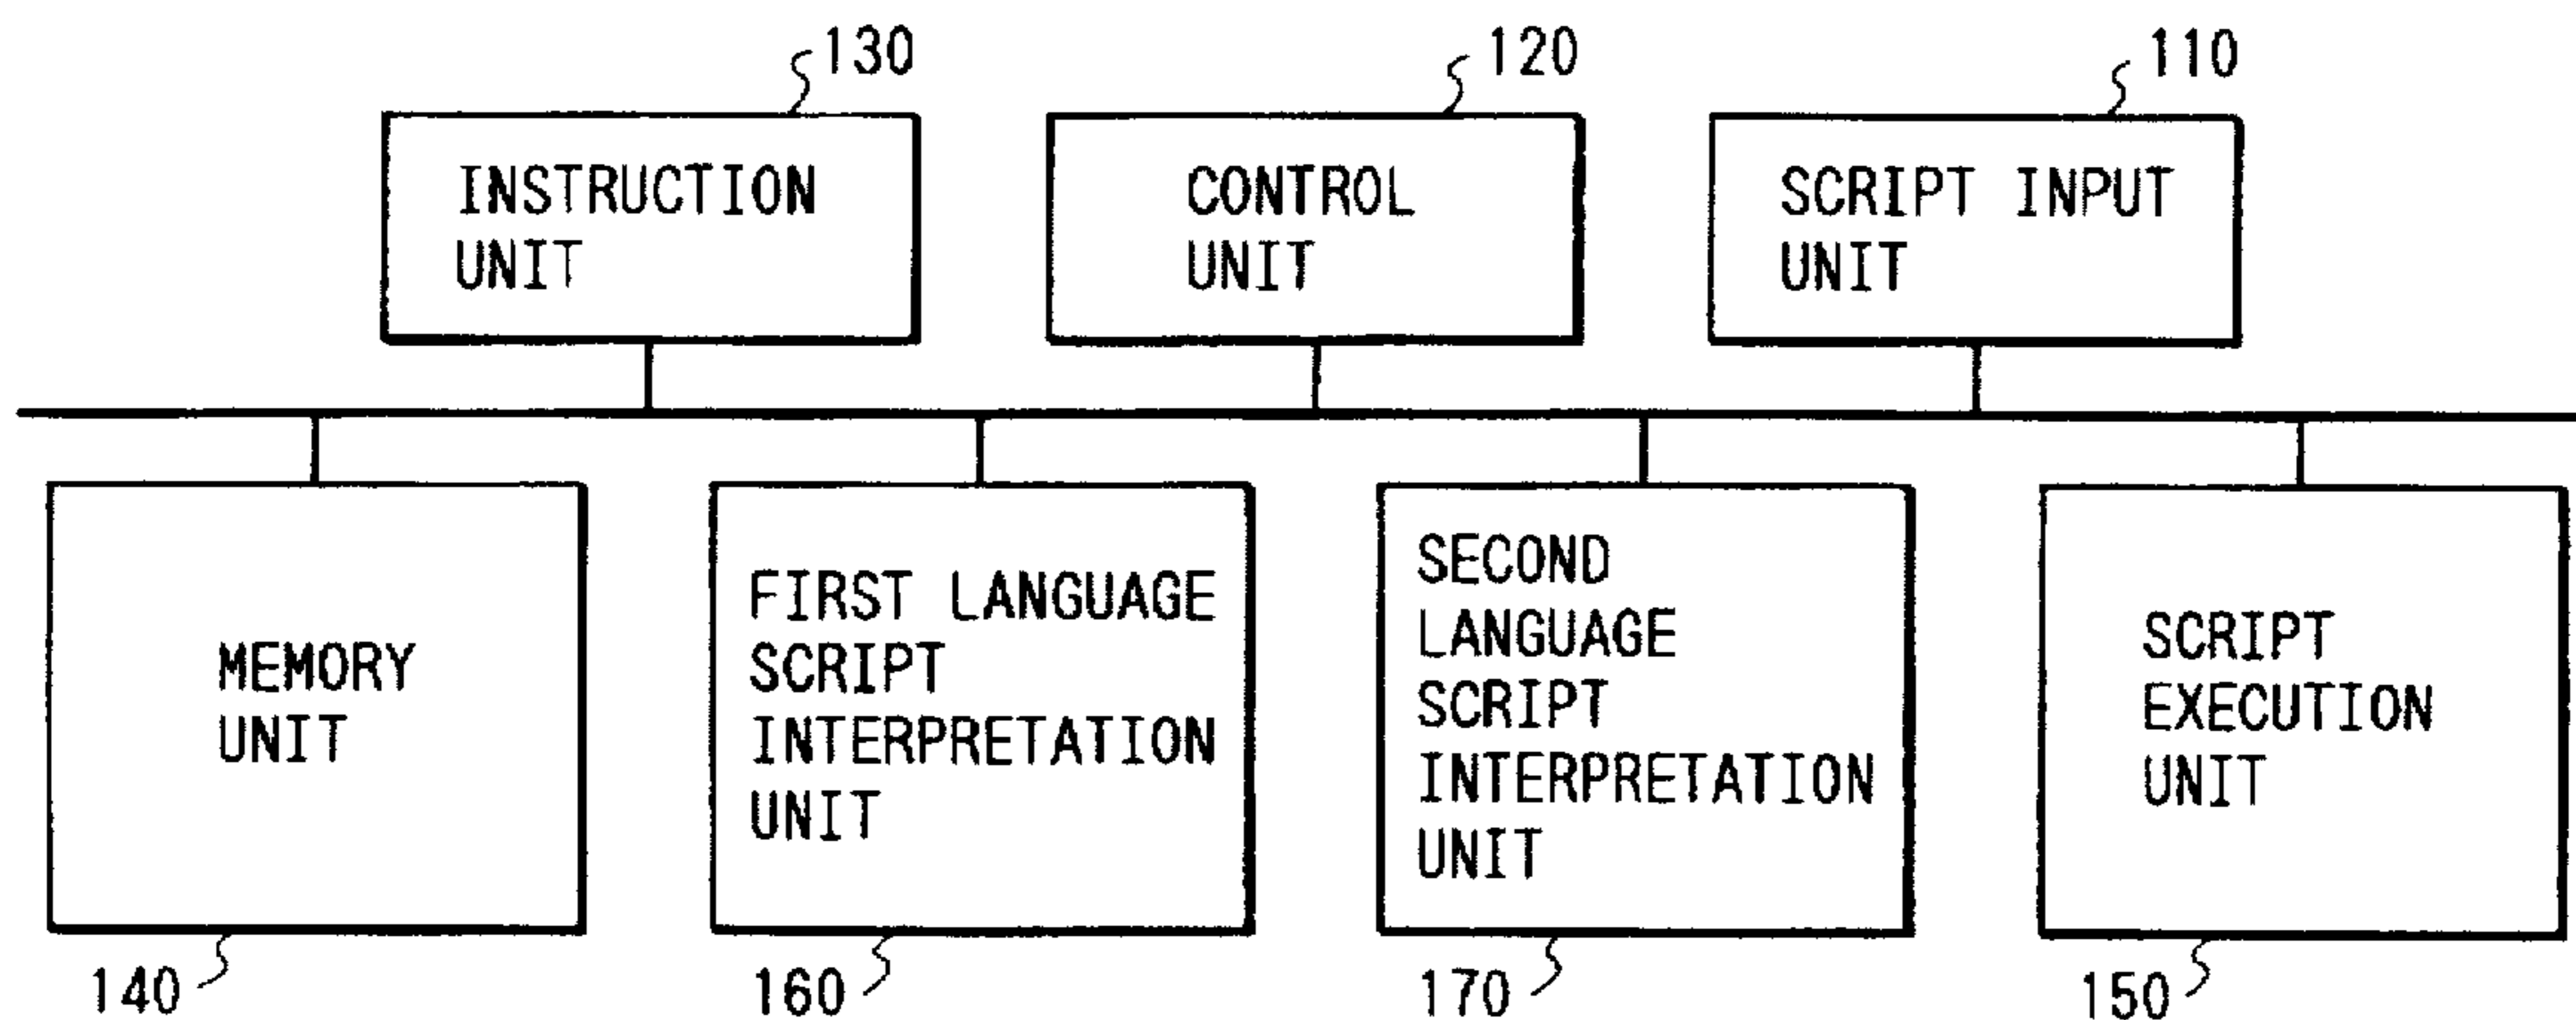 130
120
110
INSTRUCTION
UNIT
CONTROL
UNIT
SCRIPT INPUT
UNIT
MEMORY
UNIT
FIRST LANGUAGE
SCRIPT
INTERPRETATION
UNIT
SECOND
LANGUAGE
SCRIPT
INTERPRETATION
UNIT
SCRIPT
EXECUTION
UNIT
140
160
170
150